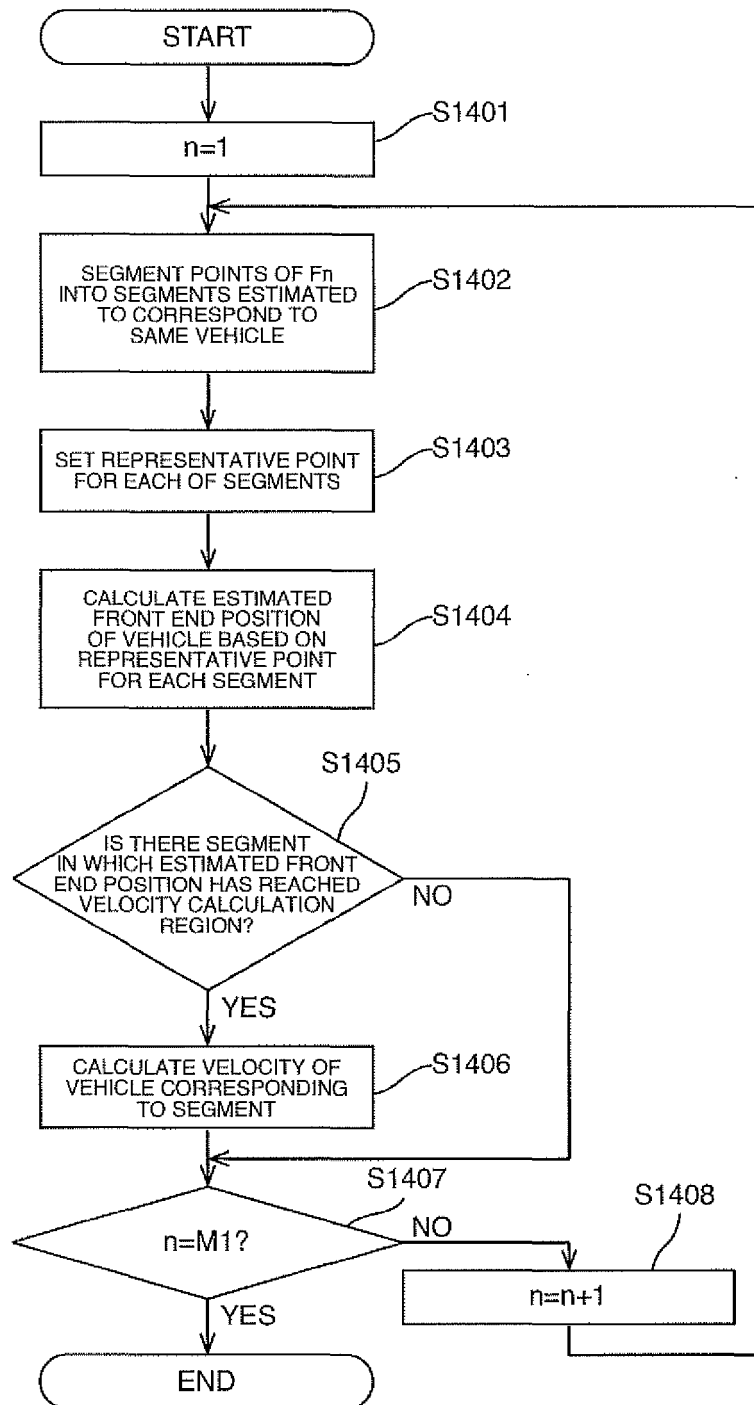 START
S1401
n=1
S1402
SEGMENT POINTS OF Fn
INTO SEGMENTS ESTIMATED
TO CORRESPOND TO
SAME VEHICLE
S1403
SET REPRESENTATIVE POINT
FOR EACH OF SEGMENTS
S1404
CALCULATE ESTIMATED
FRONT END POSITION
OF VEHICLE BASED ON
REPRESENTATIVE POINT
FOR EACH SEGMENT
S1405
IS THERE SEGMENT
IN WHICH ESTIMATED FRONT
END POSITION HAS REACHED
VELOCITY CALCULATION
REGION?
NO
YES
S1406
CALCULATE VELOCITY OF
VEHICLE CORRESPONDING
TO SEGMENT
S1407
n=M1?
NO
S1408
n=n+1
YES
END